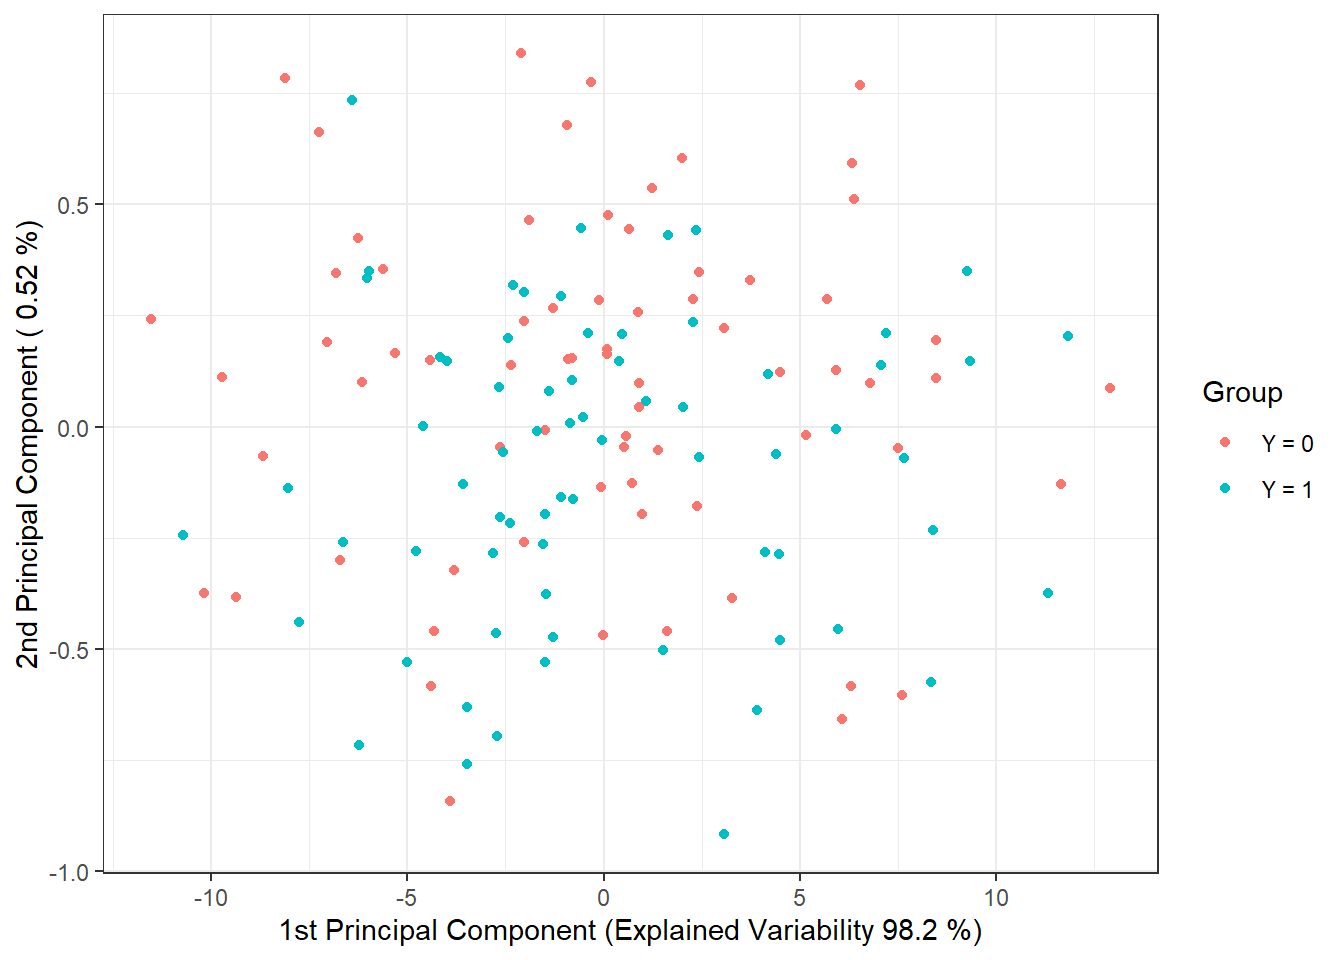 0.5
0.0
-0.5
-1.0
2nd Principal Component ( 0.52 %)
-10
-5
0
5
10
1st Principal Component (Explained Variability 98.2 %)
Group
Y = 0
Y = 1